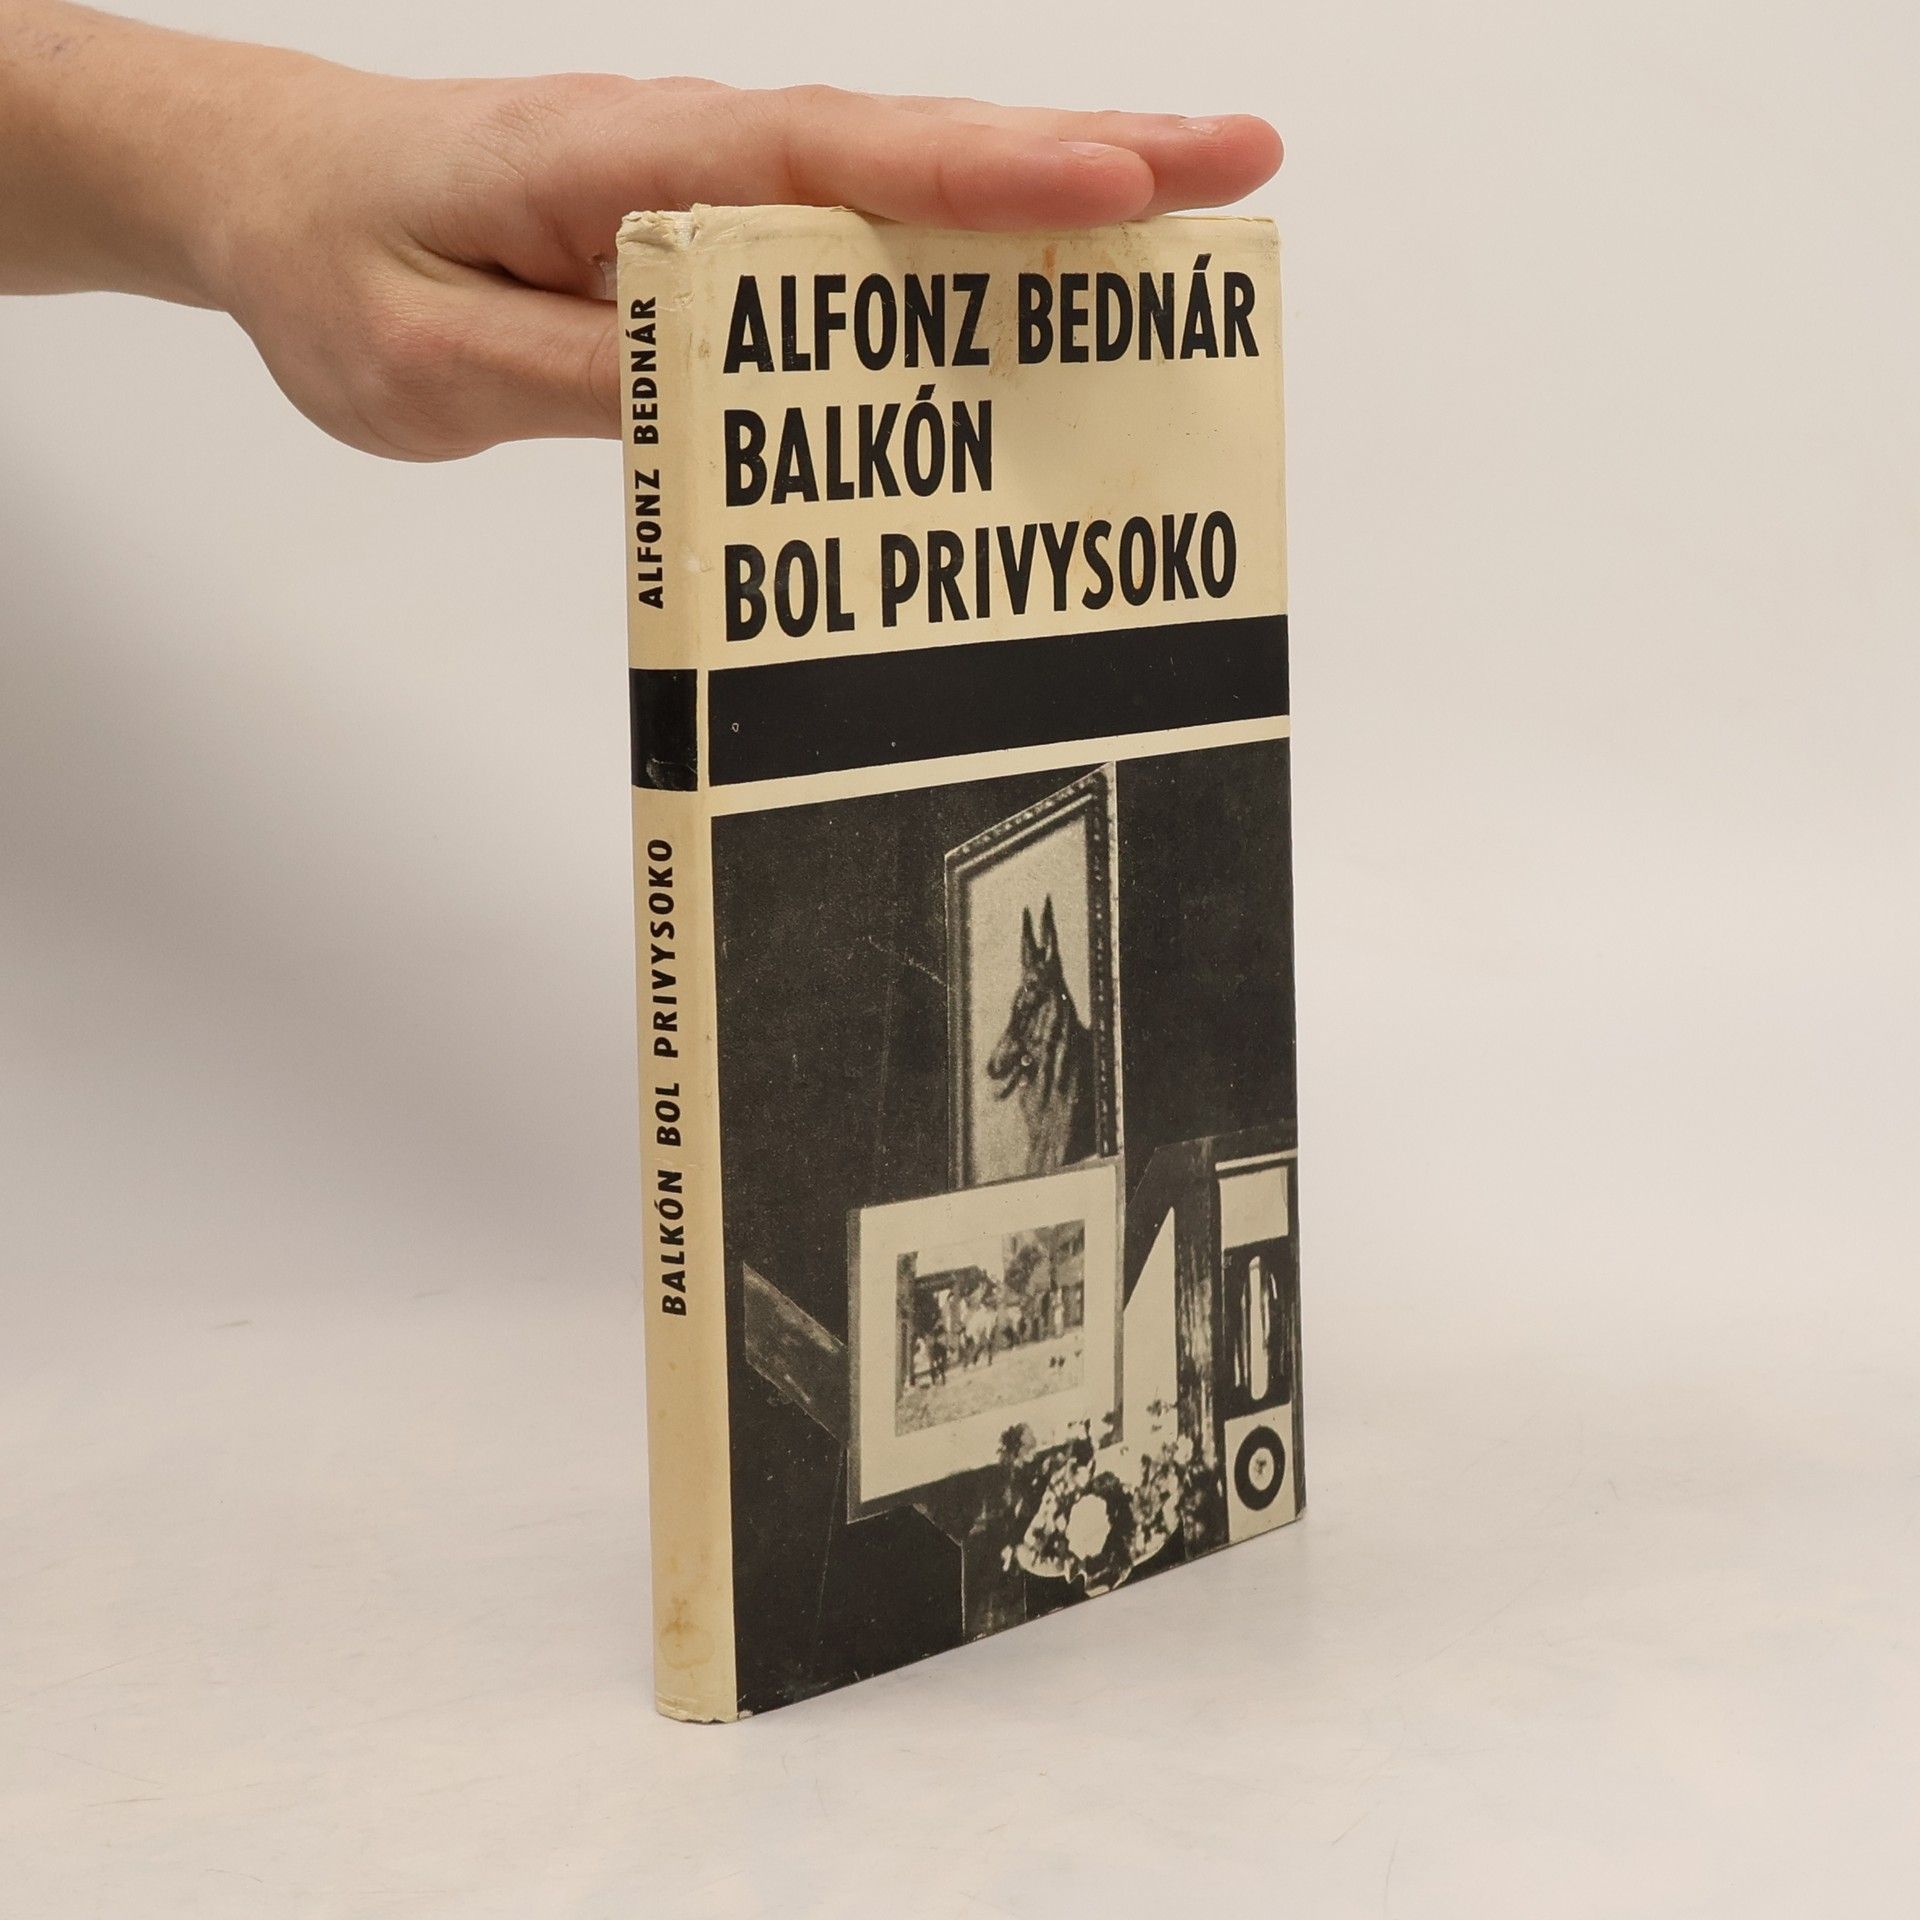 ALFONZ BEDNÁR
BALKÓN
BOL PRIVYSOKO
ALFONZ BEDNÁR
BALKÓN BOL PRIVYSOKO